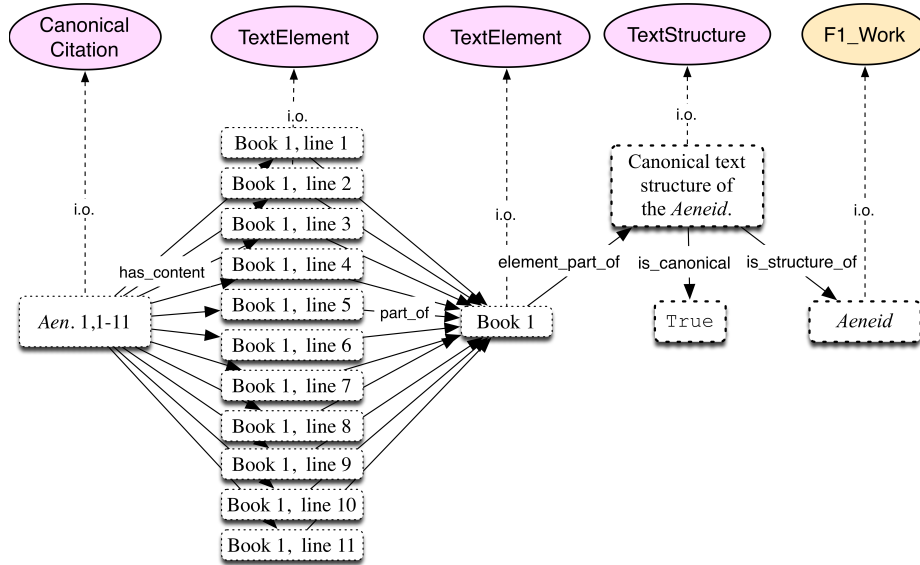 Canonical
Citation
TextElement
TextElement
TextStructure
F1_Work
i.o.
i.o.
i.o.
i.o.
i.o.
Book 1, line 1
Book 1, line 2
Book 1, line 3
Book 1, line 4
Book 1, line 5
Book 1, line 6
Book 1, line 7
Book 1, line 8
Book 1, line 9
Book 1, line 10
Book 1, line 11
has_content
Aen. 1,1-11
part_of
Book 1
element_part_of
Canonical text
structure of
the Aeneid.
is_canonical
is_structure_of
True
Aeneid